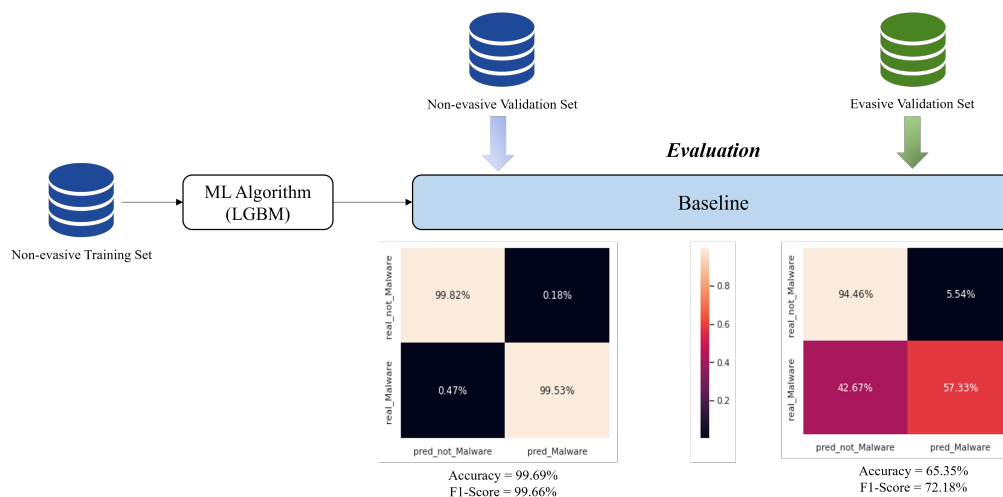 Non-evasive Validation Set
Evasive Validation Set
Evaluation
Non-evasive Training Set
ML Algorithm
(LGBM)
Baseline
real_not_Malware
real_Malware
99.82%
0.18%
0.47%
99.53%
pred_not_Malware
pred_Malware
Accuracy = 99.69%
F1-Score = 99.66%
0.8
0.6
0.4
0.2
real_not_Malware
real_Malware
94.46%
5.54%
42.67%
57.33%
pred_not_Malware
pred_Malware
Accuracy = 65.35%
F1-Score = 72.18%